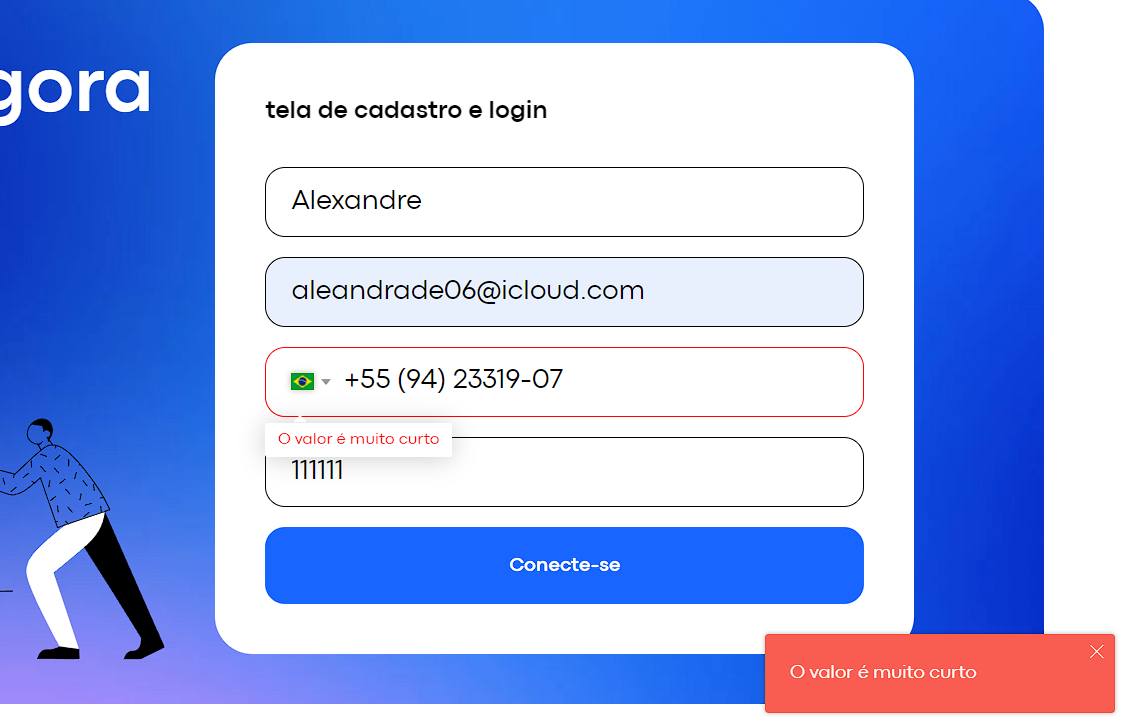 gora
tela de cadastro e login
Alexandre
aleandrade06@icloud.com
+55 (94) 23319-07
O valor é muito curto
111111
Conecte-se
O valor é muito curto